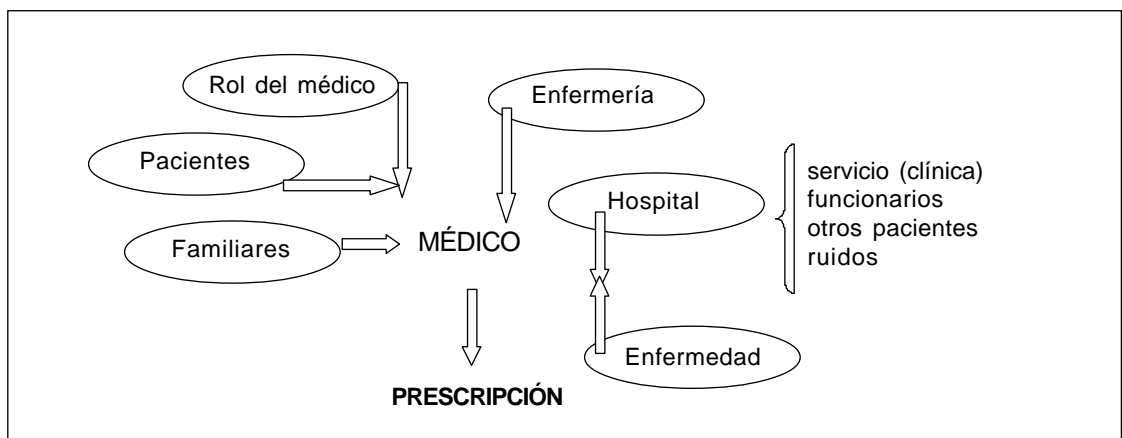 Rol del médico
Enfermería
Pacientes
Hospital
servicio (clínica)
funcionarios
otros pacientes
ruidos
Familiares
MÉDICO
Enfermedad
PRESCRIPCIÓN